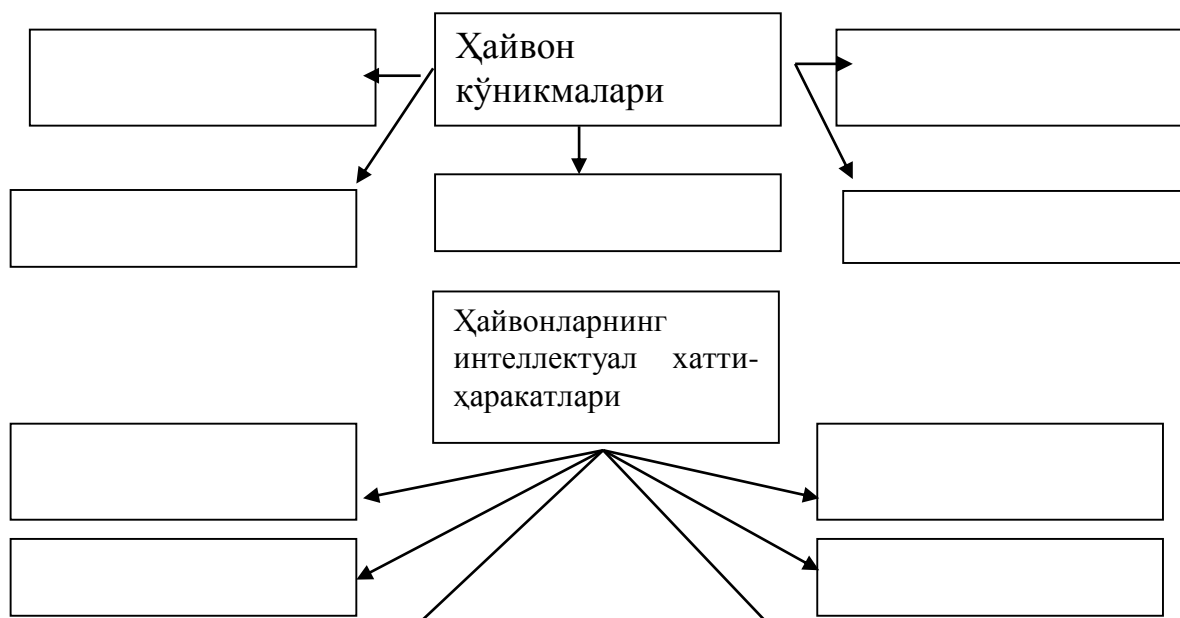 Ҳайвон
кўникмалари
Ҳайвонларнинг
интеллектуал хатти-
ҳаракатлари